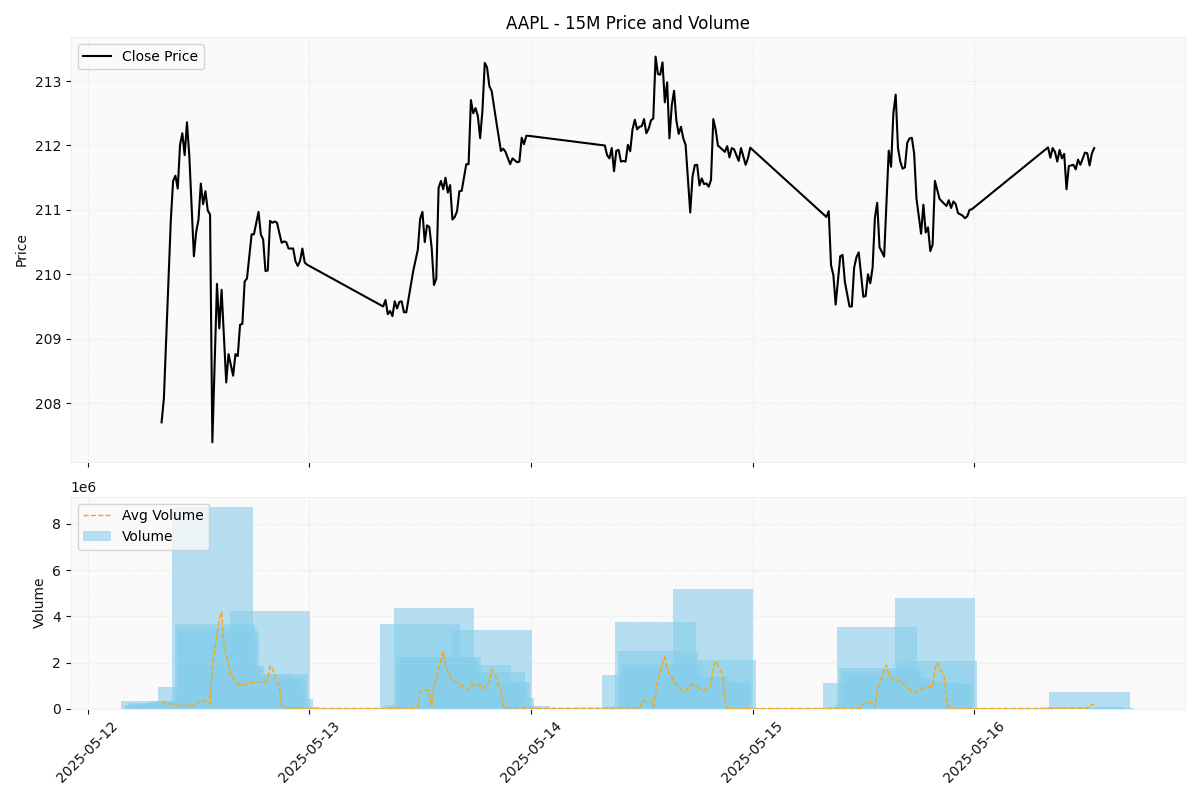 AAPL - 15M Price and Volume
Close Price
213
212
211
210
209
208
Price
1e6
Avg Volume
Volume
8
6
4
2
0
Volume
2025-05-12
2025-05-13
2025-05-14
2025-05-15
2025-05-16